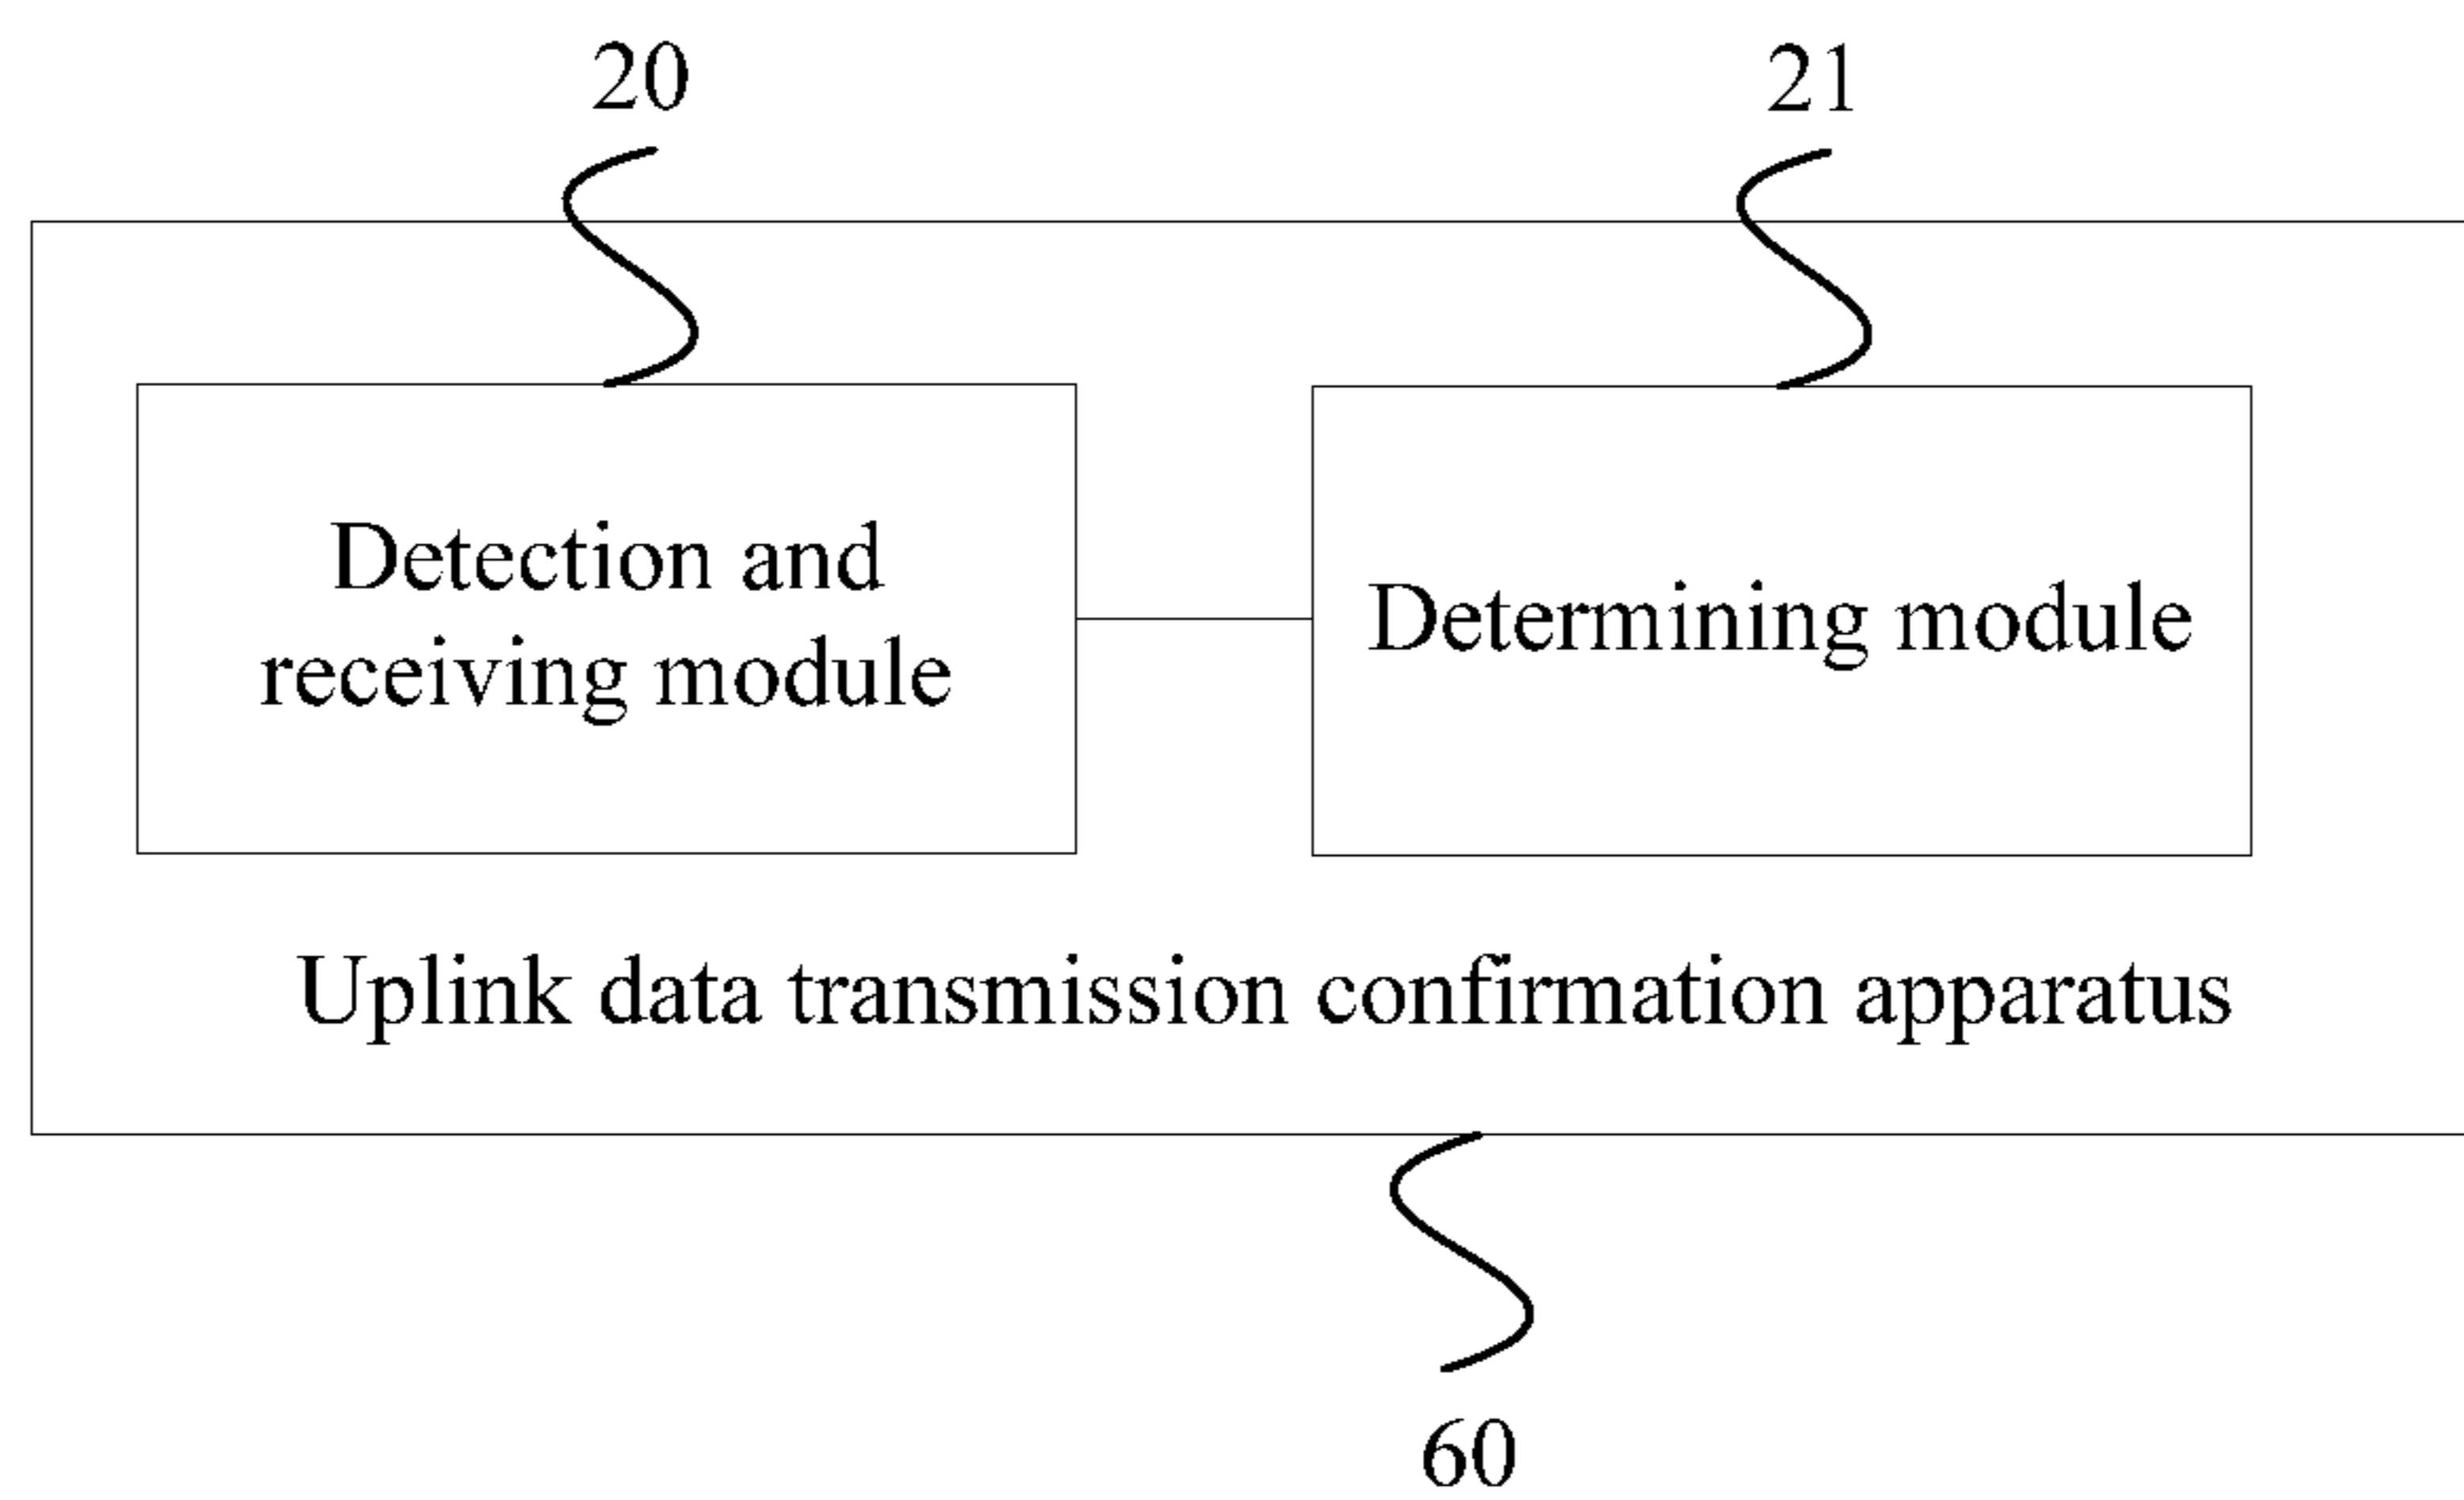 20
21
Detection and
receiving module
Determining module
Uplink data transmission confirmation apparatus
60